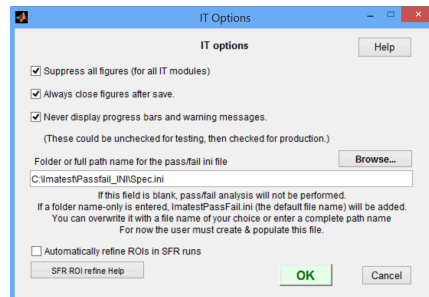 IT Options
IT options
Help
Suppress all figures (for all IT modules)
Always close figures after save.
Never display progress bars and warning messages.
(These could be unchecked for testing, then checked for production.)
Folder or full path name for the pass/fail ini file
Browse...
C:\Imatest\Passfail_INI\Spec.ini
If this field is blank, pass/fail analysis will not be performed.
If a folder name-only is entered, ImatestPassFail.ini (the default file name) will be added.
You can overwrite it with a file name of your choice or enter a complete path name
For now the user must create & populate this file.
Automatically refine ROIs in SFR runs
SFR ROI refine Help
OK
Cancel